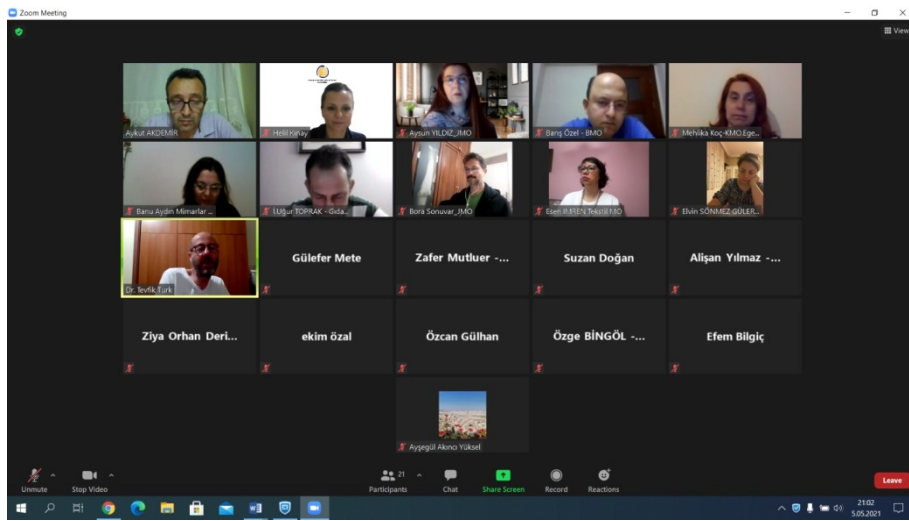 Zoom Meeting
View
Aykut AKDEMİR
Helil Kınay
Aysun YILDIZ_JMO
Barış Özel - BMO
Mehlika Koç-KMO Ege...
Banu Aydın Mimarlar ...
İ.Uğur TOPRAK - Gıda...
Bora Sonuvar_JMO
Esen İMREN Tekstil MO
Elvin SÖNMEZ GÜLER...
Dr. Tevfik Türk
Gülefer Mete
Zafer Mutluer -...
Suzan Doğan
Alişan Yılmaz -...
Ziya Orhan Deri...
ekim özal
Özcan Gülhan
Özge BİNGÖL -...
Efem Bilgiç
Ayşegül Akıncı Yüksel
Unmute
Stop Video
Participants
21
Chat
Share Screen
Record
Reactions
Leave
21:02
5.05.2021